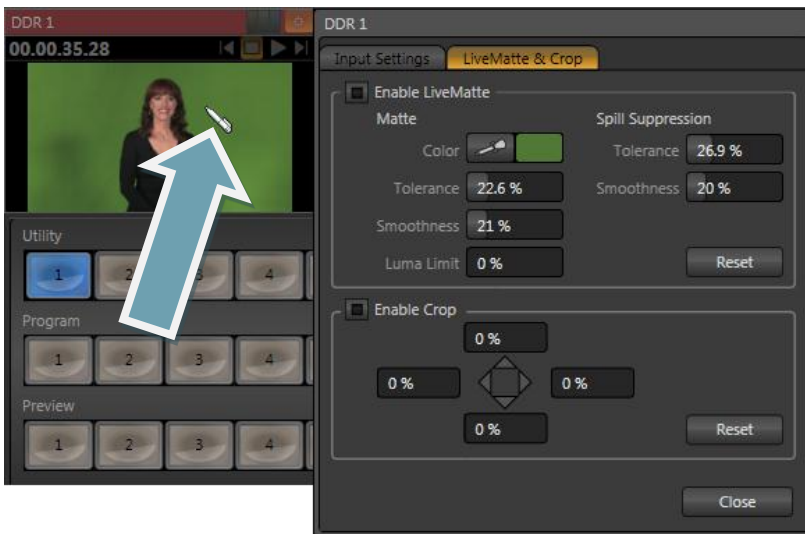 DDR 1
00.00.35.28
Utility
1 2 3 4
Program
1 2 3 4
Preview
1 2 3 4
DDR 1
Input Settings LiveMatte & Crop
Enable LiveMatte
Matte Spill Suppression
Color Tolerance 26.9 %
Tolerance 22.6 % Smoothness 20 %
Smoothness 21 %
Luma Limit 0 % Reset
Enable Crop
0 %
0 % 0 %
0 % Reset
Close